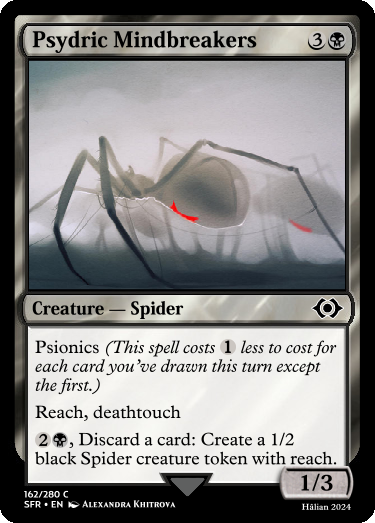 Psydric Mindbreakers 3
Creature — Spider
Psionics (This spell costs 1 less to cost for
each card you've drawn this turn except
the first.)
Reach, deathtouch
2, Discard a card: Create a 1/2
black Spider creature token with reach.
1/3
162/280 C
SFR • EN Alexandra Khitrova
Hălian 2024